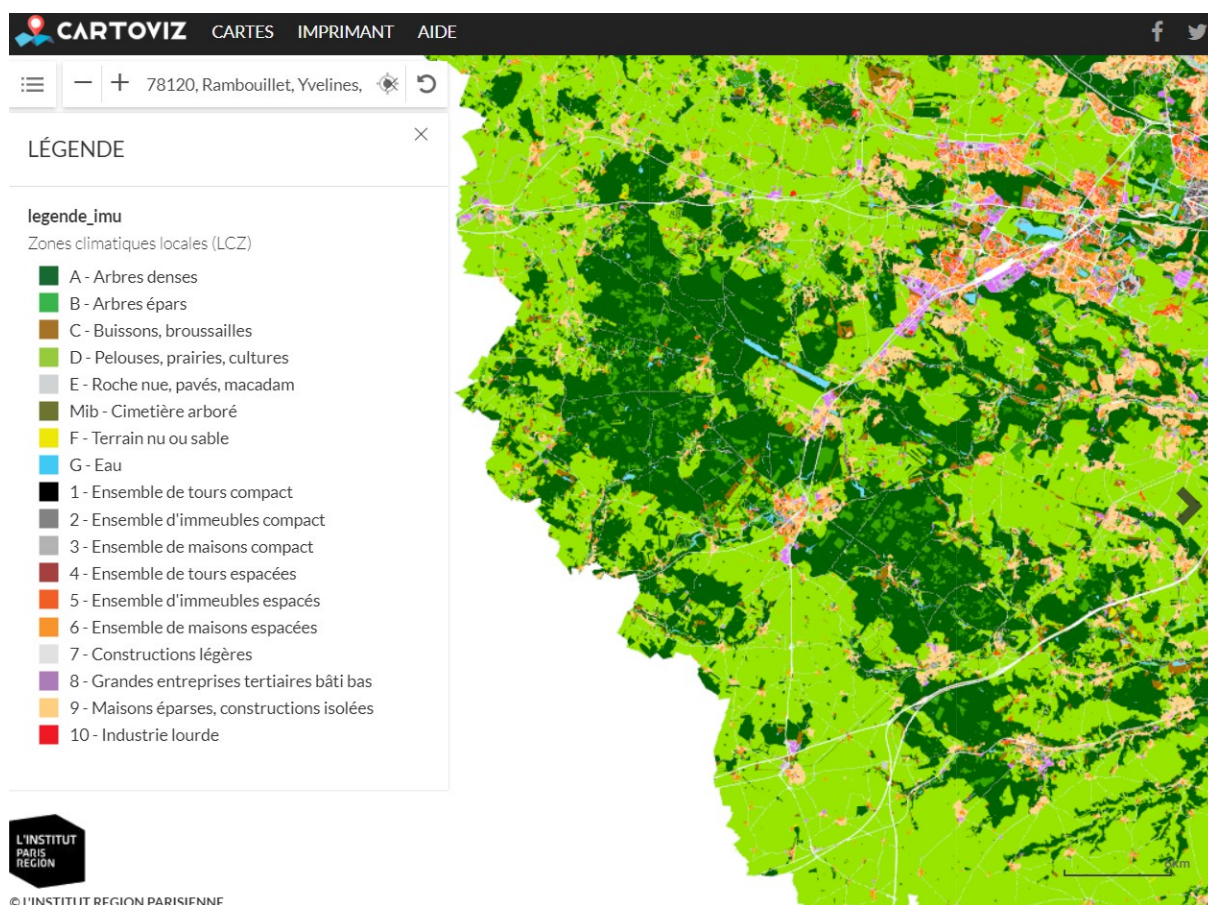 CARTOVIZ CARTES IMPRIMANT AIDE
78120, Rambouillet, Yvelines,
LÉGENDE
legende_imu
Zones climatiques locales (LCZ)
A - Arbres denses
B - Arbres épars
C - Buissons, broussailles
D - Pelouses, prairies, cultures
E - Roche nue, pavés, macadam
Mib - Cimetière arboré
F - Terrain nu ou sable
G - Eau
1 - Ensemble de tours compact
2 - Ensemble d'immeubles compact
3 - Ensemble de maisons compact
4 - Ensemble de tours espacées
5 - Ensemble d'immeubles espacés
6 - Ensemble de maisons espacées
7 - Constructions légères
8 - Grandes entreprises tertiaires bâti bas
9 - Maisons éparses, constructions isolées
10 - Industrie lourde
L'INSTITUT
PARIS
REGION
© L'INSTITUT REGION PARISIENNE